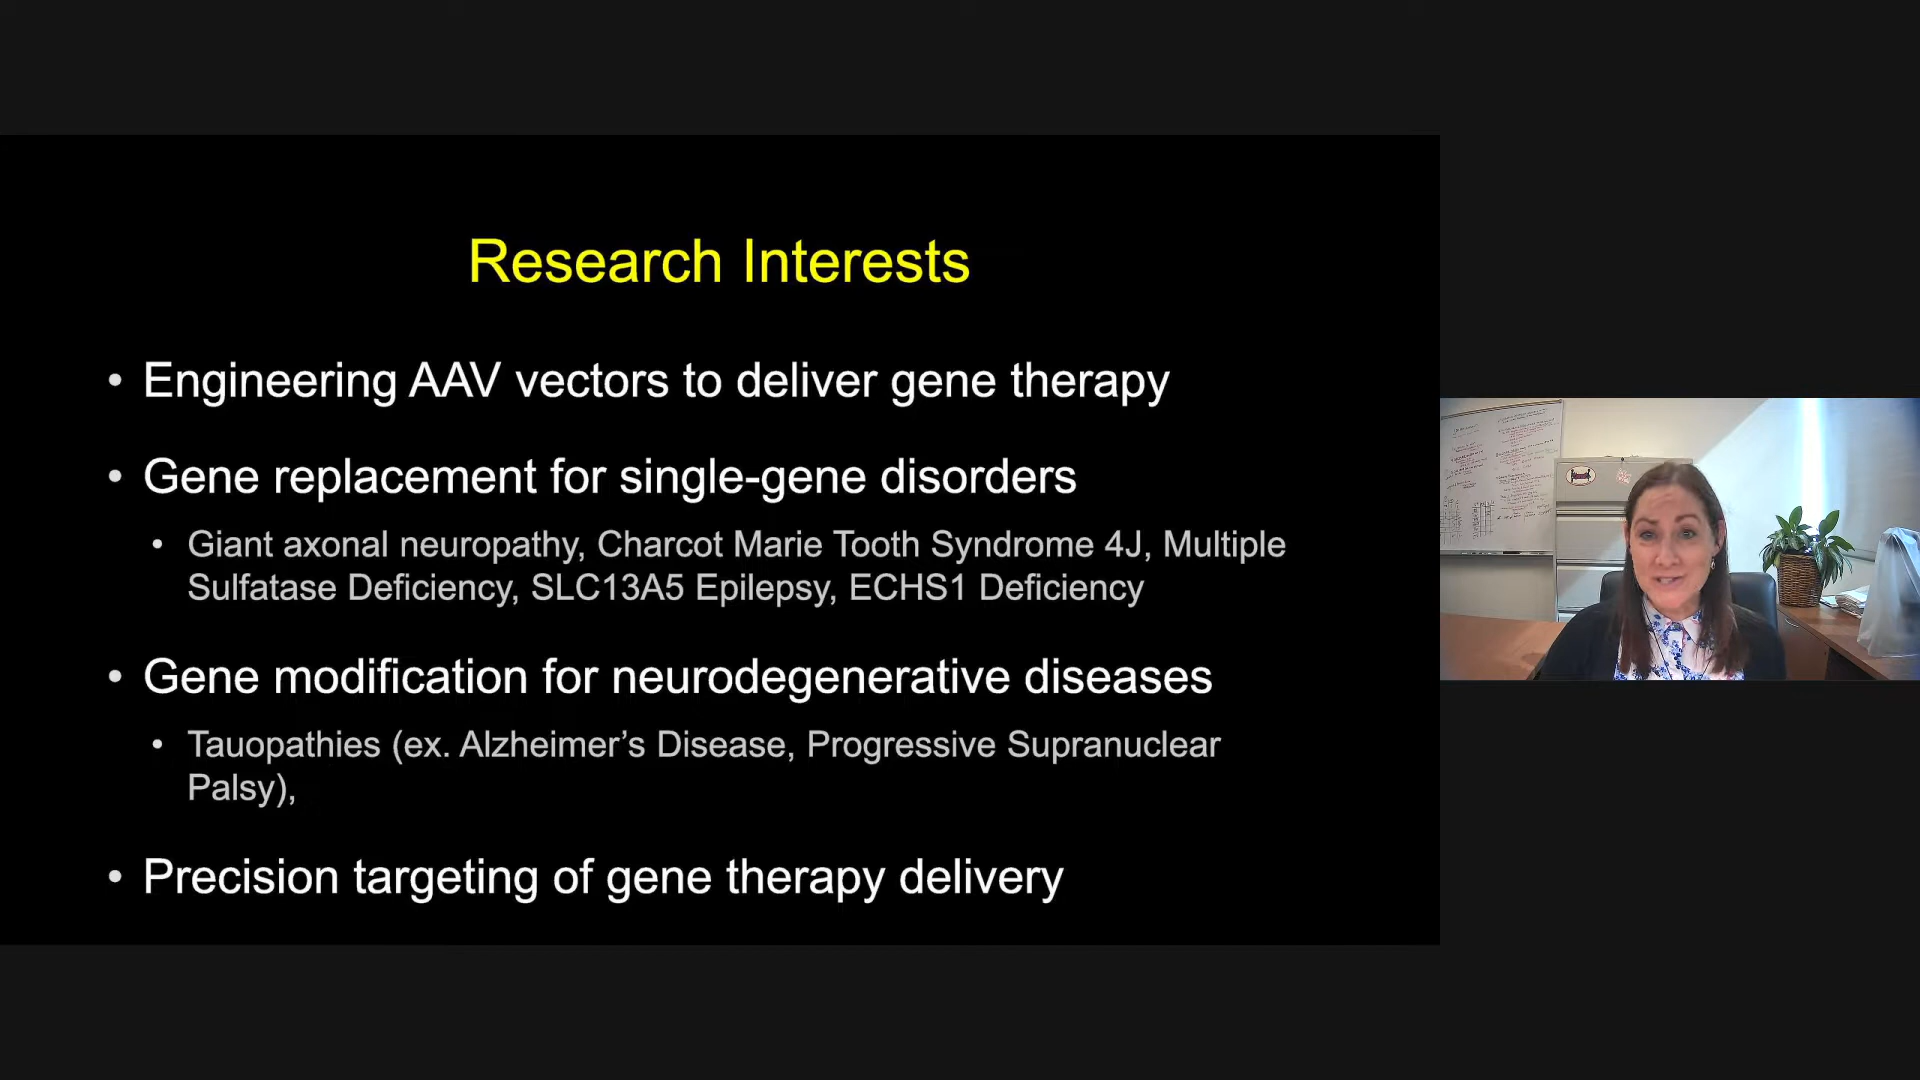 Research Interests
• Engineering AAV vectors to deliver gene therapy
• Gene replacement for single-gene disorders
• Giant axonal neuropathy, Charcot Marie Tooth Syndrome 4J, Multiple
Sulfatase Deficiency, SLC13A5 Epilepsy, ECHS1 Deficiency
• Gene modification for neurodegenerative diseases
• Tauopathies (ex. Alzheimer’s Disease, Progressive Supranuclear
Palsy),
• Precision targeting of gene therapy delivery